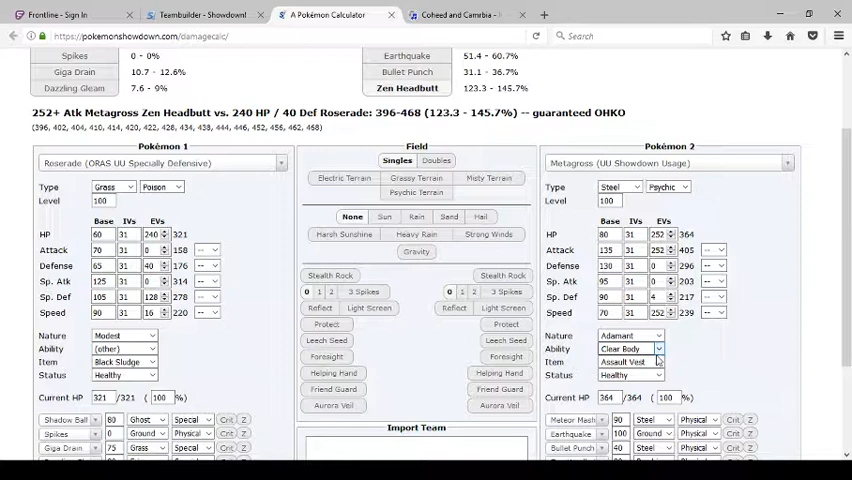 Frontline - Sign In
Teambuilder - Showdown!
A Pokémon Calculator
Coheed and Cambria - 
https://pokemonshowdown.com/damagecalc/
Search
Spikes 0 - 0%
Giga Drain 10.7 - 12.6%
Dazzling Gleam 7.6 - 9%
Earthquake 51.4 - 60.7%
Bullet Punch 31.1 - 36.7%
Zen Headbutt 123.3 - 145.7%
252+ Atk Metagross Zen Headbutt vs. 240 HP / 40 Def Roserade: 396-468 (123.3 - 145.7%) -- guaranteed OHKO
(396, 402, 404, 410, 414, 420, 422, 428, 434, 438, 444, 446, 452, 456, 462, 468)
Pokémon 1
Roserade (ORAS UU Specially Defensive)
Type Grass Poison
Level 100
Base IVs EVs
HP 60 31 240 321
Attack 70 31 0 158 --
Defense 65 31 40 176 --
Sp. Atk 125 31 0 314 --
Sp. Def 105 31 128 278 --
Speed 90 31 16 220 --
Nature Modest
Ability (other)
Item Black Sludge
Status Healthy
Current HP 321 /321 ( 100 %)
Shadow Ball 80 Ghost Special Crit Z
Spikes 0 Ground Physical Crit Z
Giga Drain 75 Grass Special Crit Z
Field
Singles Doubles
Electric Terrain Grassy Terrain Misty Terrain
Psychic Terrain
None Sun Rain Sand Hail
Harsh Sunshine Heavy Rain Strong Winds
Gravity
Stealth Rock Stealth Rock
0 1 2 3 Spikes 0 1 2 3 Spikes
Reflect Light Screen Reflect Light Screen
Protect Protect
Leech Seed Leech Seed
Foresight Foresight
Helping Hand Helping Hand
Friend Guard Friend Guard
Aurora Veil Aurora Veil
Import Team
Pokémon 2
Metagross (UU Showdown Usage)
Type Steel Psychic
Level 100
Base IVs EVs
HP 80 31 252 364
Attack 135 31 252 405 --
Defense 130 31 0 296 --
Sp. Atk 95 31 0 203 --
Sp. Def 90 31 4 217 --
Speed 70 31 252 239 --
Nature Adamant
Ability Clear Body
Item Assault Vest
Status Healthy
Current HP 364 /364 ( 100 %)
Meteor Mash 90 Steel Physical Crit Z
Earthquake 100 Ground Physical Crit Z
Bullet Punch 40 Steel Physical Crit Z